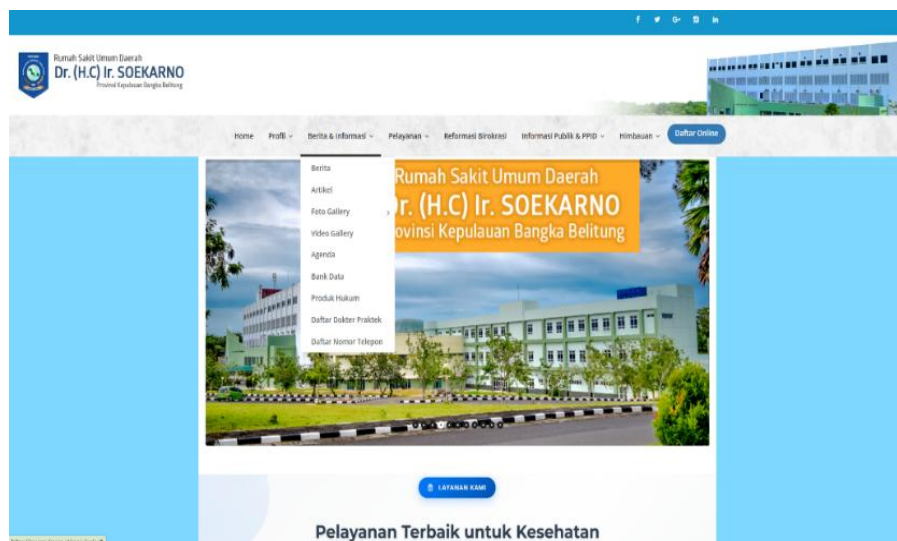 Rumah Sakit Umum Daerah
Dr. (H.C) Ir. SOEKARNO
Provinsi Kepulauan Bangka Belitung
Home Profil Berita & Informasi Pelayanan Reformasi Birokrasi Informasi Publik & PPID Himbauan Daftar Online
Berita
Artikel
Foto Gallery
Video Gallery
Agenda
Bank Data
Produk Hukum
Daftar Dokter Praktek
Daftar Nomor Telepon
Rumah Sakit Umum Daerah
Dr. (H.C) Ir. SOEKARNO
ovinsi Kepulauan Bangka Belitung
LAYANAN KAMI
Pelayanan Terbaik untuk Kesehatan